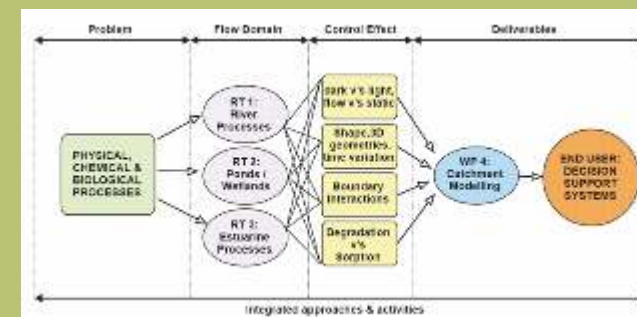 Problem
Flow Domain
Control Effect
Deliverables
PHYSICAL,
CHEMICAL &
BIOLOGICAL
PROCESSES
RT 1:
River
Processes
RT 2:
Ponds /
Wetlands
RT 3:
Estuarine
Processes
dark v's light,
flow v's static
Shape,3D
geometries,
time variation
Boundary
Interactions
Degradation
v's
Sorption
WP 4:
Catchment
Modelling
END USER:
DECISION
SUPPORT
SYSTEMS
Integrated approaches & activities